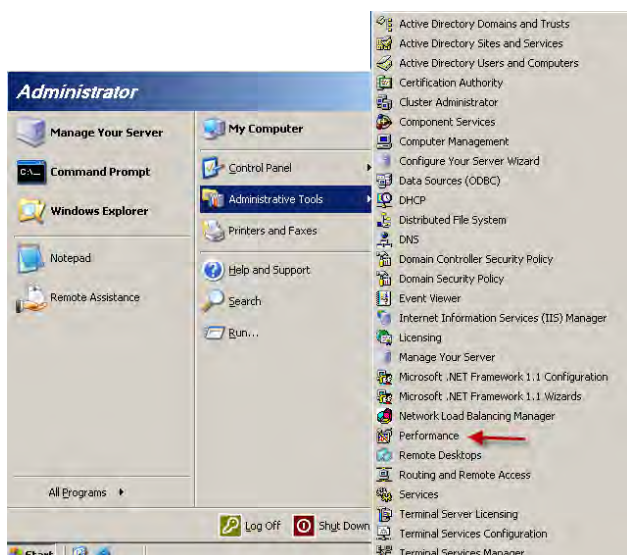 Administrator
Manage Your Server
Command Prompt
Windows Explorer
Notepad
Remote Assistance
All Programs
My Computer
Control Panel
Administrative Tools
Printers and Faxes
Help and Support
Search
Run...
Log Off
Shut Down
Start
Active Directory Domains and Trusts
Active Directory Sites and Services
Active Directory Users and Computers
Certification Authority
Cluster Administrator
Component Services
Computer Management
Configure Your Server Wizard
Data Sources (ODBC)
DHCP
Distributed File System
DNS
Domain Controller Security Policy
Domain Security Policy
Event Viewer
Internet Information Services (IIS) Manager
Licensing
Manage Your Server
Microsoft .NET Framework 1.1 Configuration
Microsoft .NET Framework 1.1 Wizards
Network Load Balancing Manager
Performance
Remote Desktops
Routing and Remote Access
Services
Terminal Server Licensing
Terminal Services Configuration
Terminal Services Manager